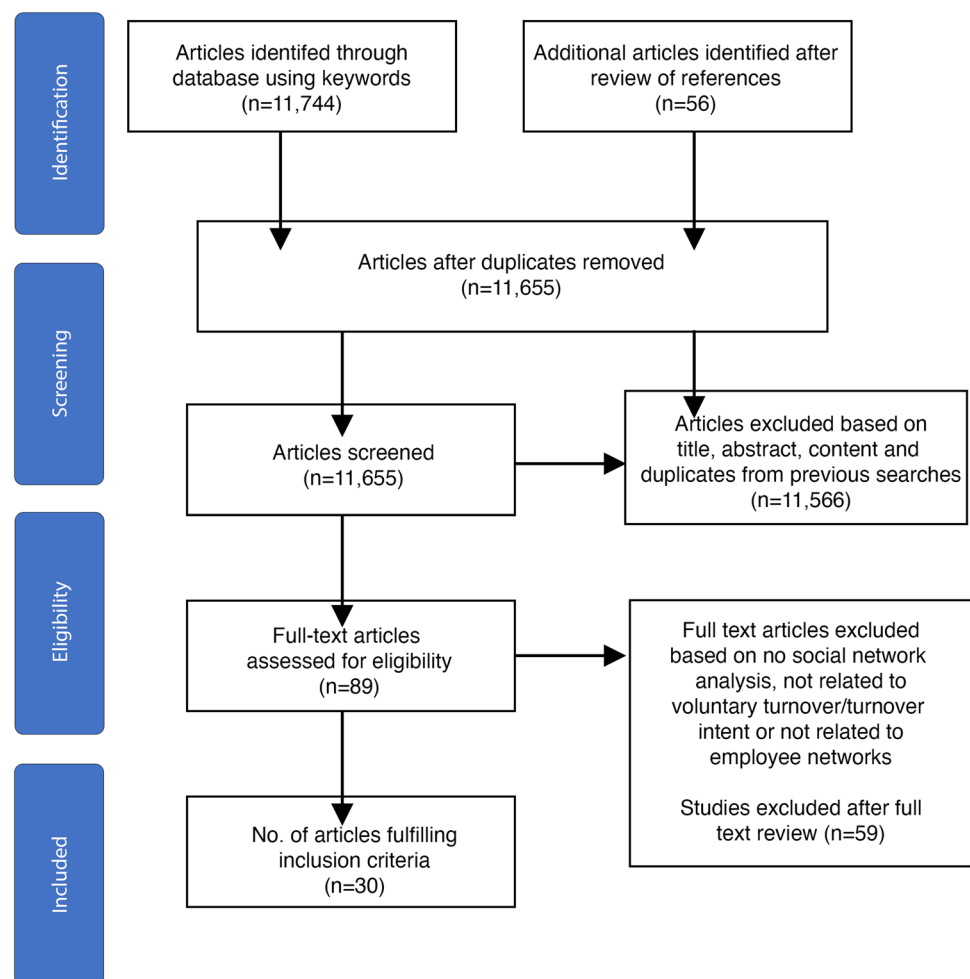 Identification
Articles identifed through
database using keywords
(n=11,744)
Additional articles identified after
review of references
(n=56)
Articles after duplicates removed
(n=11,655)
Screening
Articles screened
(n=11,655)
Articles excluded based on
title, abstract, content and
duplicates from previous searches
(n=11,566)
Eligibility
Full-text articles
assessed for eligibility
(n=89)
Full text articles excluded
based on no social network
analysis, not related to
voluntary turnover/turnover
intent or not related to
employee networks
Studies excluded after full
text review (n=59)
Included
No. of articles fulfilling
inclusion criteria
(n=30)